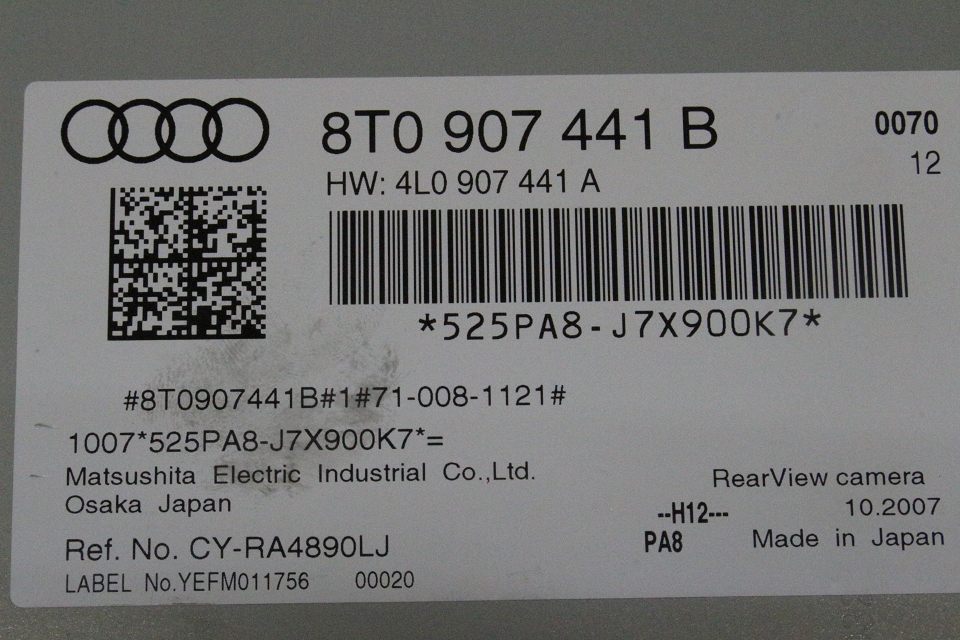 8T0 907 441 B
0070
HW: 4L0 907 441 A
12
*525PA8-J7X900K7*
#8T0907441B#1#71-008-1121#
1007*525PA8-J7X900K7*=
Matsushita Electric Industrial Co.,Ltd.
RearView camera
Osaka Japan
--H12---
10.2007
Ref. No. CY-RA4890LJ
PA8
Made in Japan
LABEL No.YEFM011756 00020